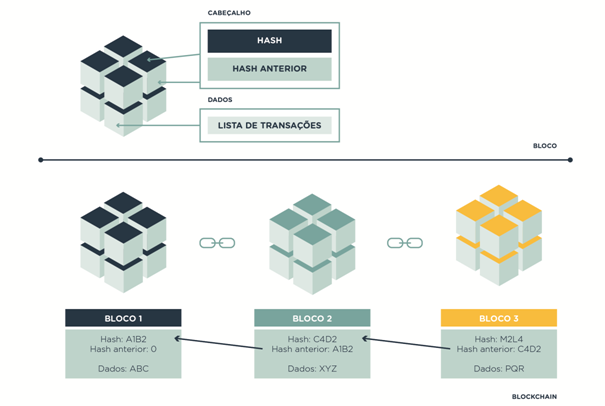 CABEÇALHO
HASH
HASH ANTERIOR
DADOS
LISTA DE TRANSAÇÕES
BLOCO
BLOCO 1
Hash: A1B2
Hash anterior: 0
Dados: ABC
BLOCO 2
Hash: C4D2
Hash anterior: A1B2
Dados: XYZ
BLOCO 3
Hash: M2L4
Hash anterior: C4D2
Dados: PQR
BLOCKCHAIN